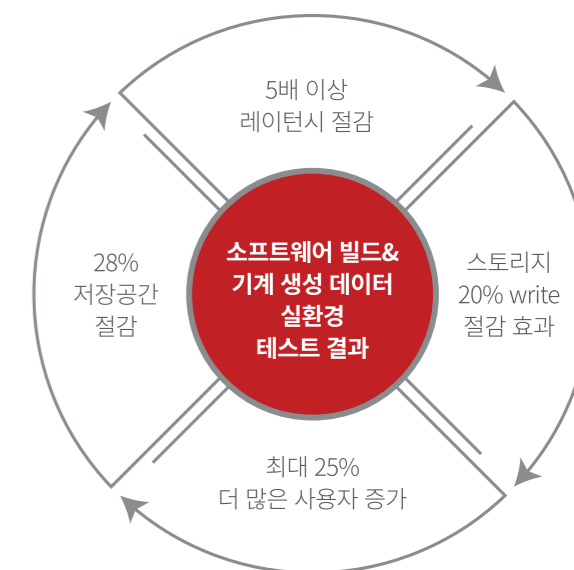 5배 이상
레이턴시 절감
28%
저장공간
절감
소프트웨어 빌드&
기계 생성 데이터
실환경
테스트 결과
스토리지
20% write
절감 효과
최대 25%
더 많은 사용자 증가